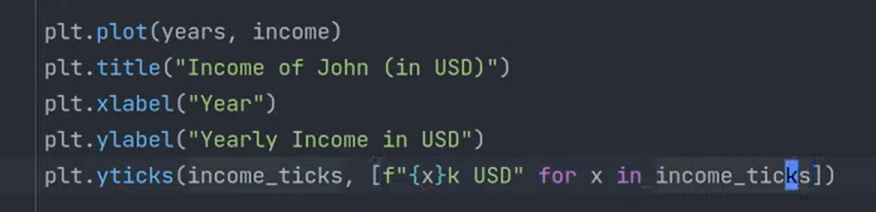 plt.plot(years, income)
plt.title("Income of John (in USD)")
plt.xlabel("Year")
plt.ylabel("Yearly Income in USD")
plt.yticks(income_ticks, [f"{x}k USD" for x in income_ticks])